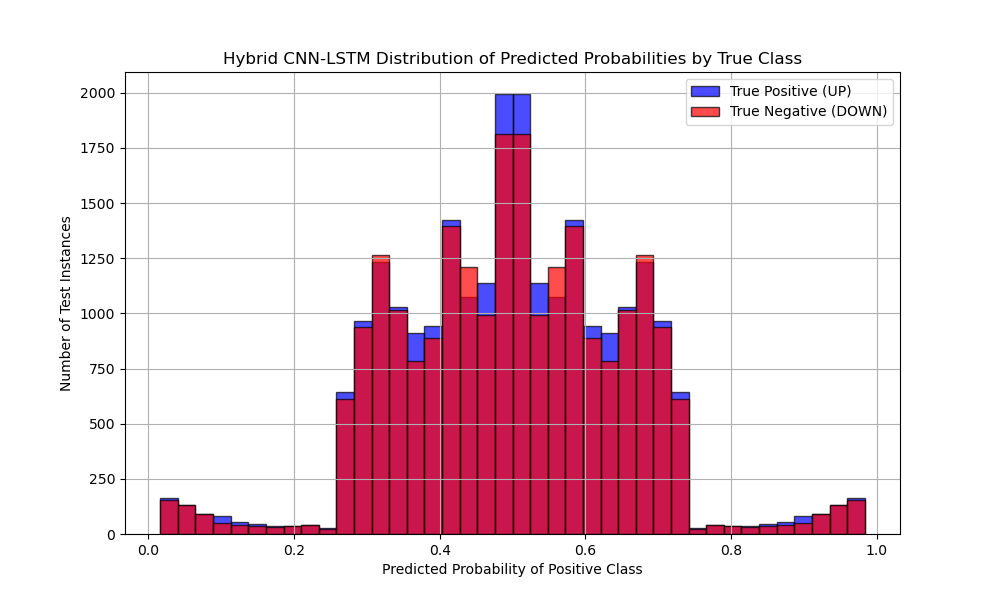 Hybrid CNN-LSTM Distribution of Predicted Probabilities by True Class
True Positive (UP)
True Negative (DOWN)
Number of Test Instances
2000
1750
1500
1250
1000
750
500
250
0
0.0 0.2 0.4 0.6 0.8 1.0
Predicted Probability of Positive Class